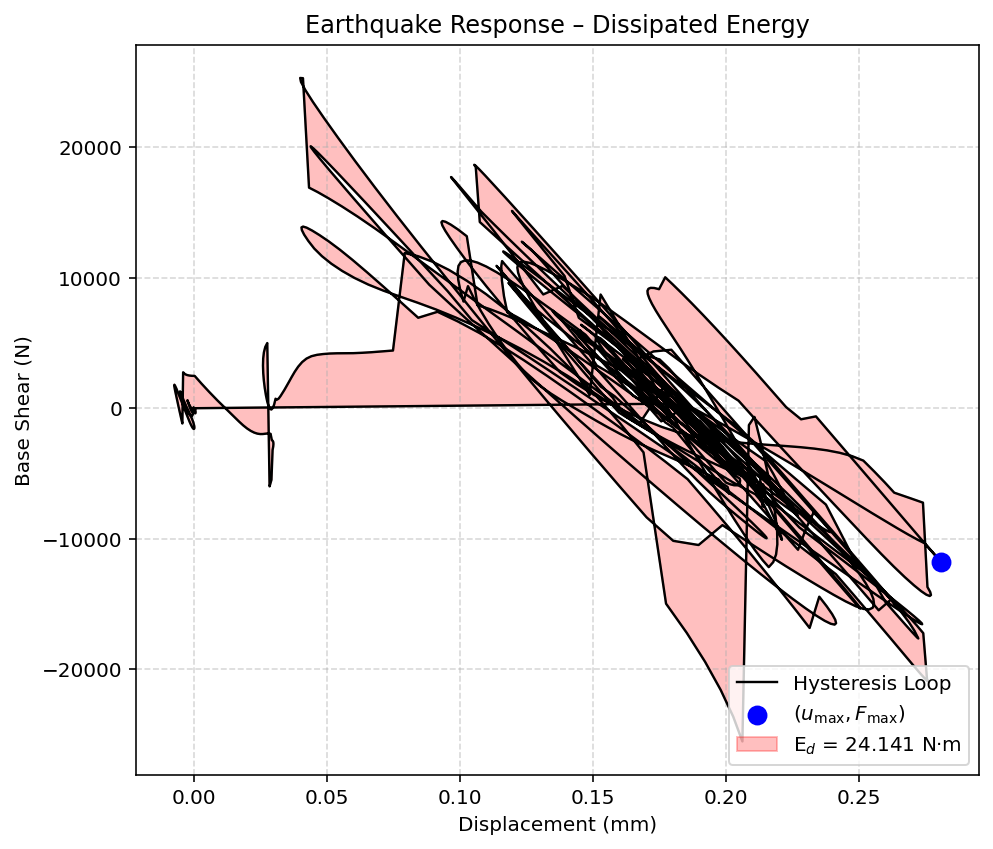 Earthquake Response – Dissipated Energy
Base Shear (N)
20000
10000
0
−10000
−20000
0.00 0.05 0.10 0.15 0.20 0.25
Displacement (mm)
Hysteresis Loop
(u_max, F_max)
E_d = 24.141 N·m